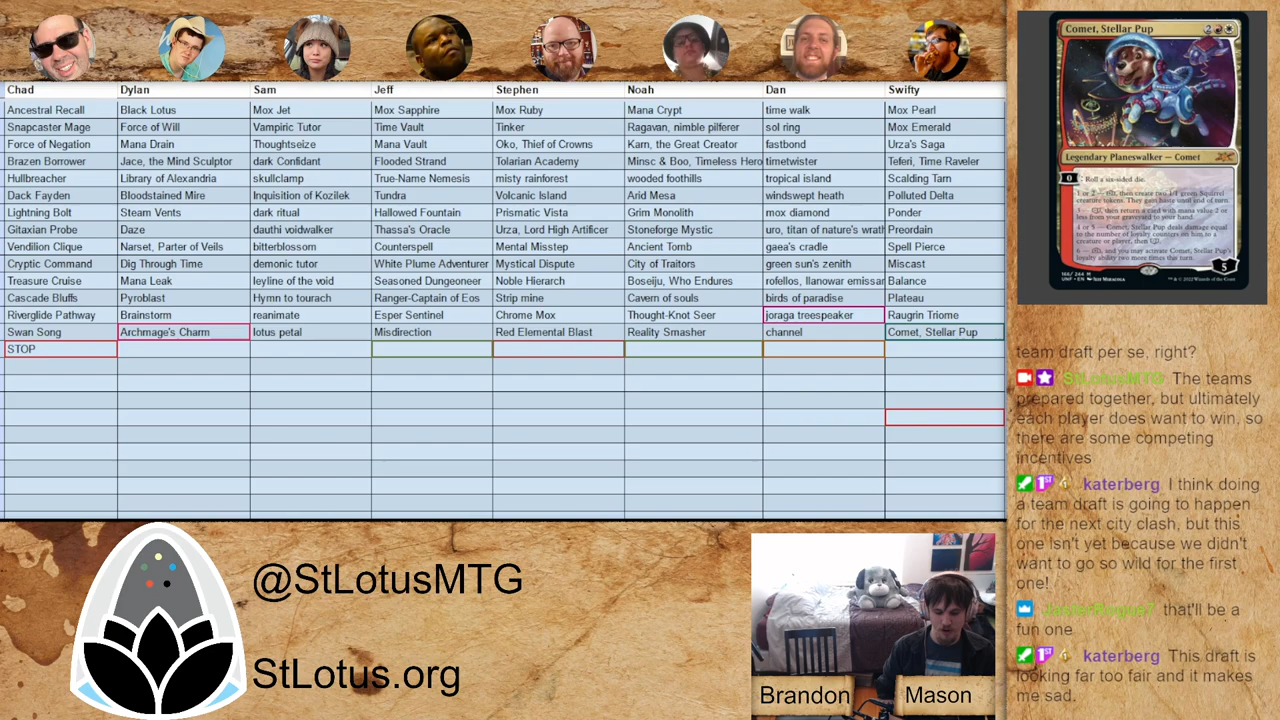 Chad Dylan Sam Jeff Stephen Noah Dan Swifty
Ancestral Recall Black Lotus Mox Jet Mox Sapphire Mox Ruby Mana Crypt time walk Mox Pearl
Snapcaster Mage Force of Will Vampiric Tutor Time Vault Tinker Ragavan, nimble pilferer sol ring Mox Emerald
Force of Negation Mana Drain Thoughtseize Mana Vault Oko, Thief of Crowns Karn, the Great Creator fastbond Urza's Saga
Brazen Borrower Jace, the Mind Sculptor dark Confidant Flooded Strand Tolarian Academy Minsc & Boo, Timeless Hero timetwister Teferi, Time Raveler
Hullbreacher Library of Alexandria skullclamp True-Name Nemesis misty rainforest wooded foothills tropical island Scalding Tarn
Dack Fayden Bloodstained Mire Inquisition of Kozilek Tundra Volcanic Island Arid Mesa windswept heath Polluted Delta
Lightning Bolt Steam Vents dark ritual Hallowed Fountain Prismatic Vista Grim Monolith mox diamond Ponder
Gitaxian Probe Daze dauthi voidwalker Thassa's Oracle Urza, Lord High Artificer Stoneforge Mystic uro, titan of nature's wrath Preordain
Vendilion Clique Narset, Parter of Veils bitterblossom Counterspell Mental Misstep Ancient Tomb gaea's cradle Spell Pierce
Cryptic Command Dig Through Time demonic tutor White Plume Adventurer Mystical Dispute City of Traitors green sun's zenith Miscast
Treasure Cruise Mana Leak leyline of the void Seasoned Dungeonee Noble Hierarch Boseiju, Who Endures rofellos, llanowar emissar Balance
Cascade Bluffs Pyroblast Hymn to tourach Ranger-Captain of Eos Strip mine Cavern of souls birds of paradise Plateau
Riverglide Pathway Brainstorm reanimate Esper Sentinel Chrome Mox Thought-Knot Seer joraga treespeaker Raugrin Triome
Swan Song Archmage's Charm lotus petal Misdirection Red Elemental Blast Reality Smasher channel Comet, Stellar Pup
STOP
Comet, Stellar Pup 2
Legendary Planeswalker — Comet
0 : Roll a six-sided die.
5
team draft per se, right?
StLotusMTG The teams
prepared together, but ultimately
each player does want to win, so
there are some competing
incentives
katerberg I think doing
a team draft is going to happen
for the next city clash, but this
one isn't yet because we didn't
want to go so wild for the first
one!
that'll be a
fun one
katerberg This draft is
looking far too fair and it makes
me sad.
@StLotusMTG
StLotus.org
Brandon Mason